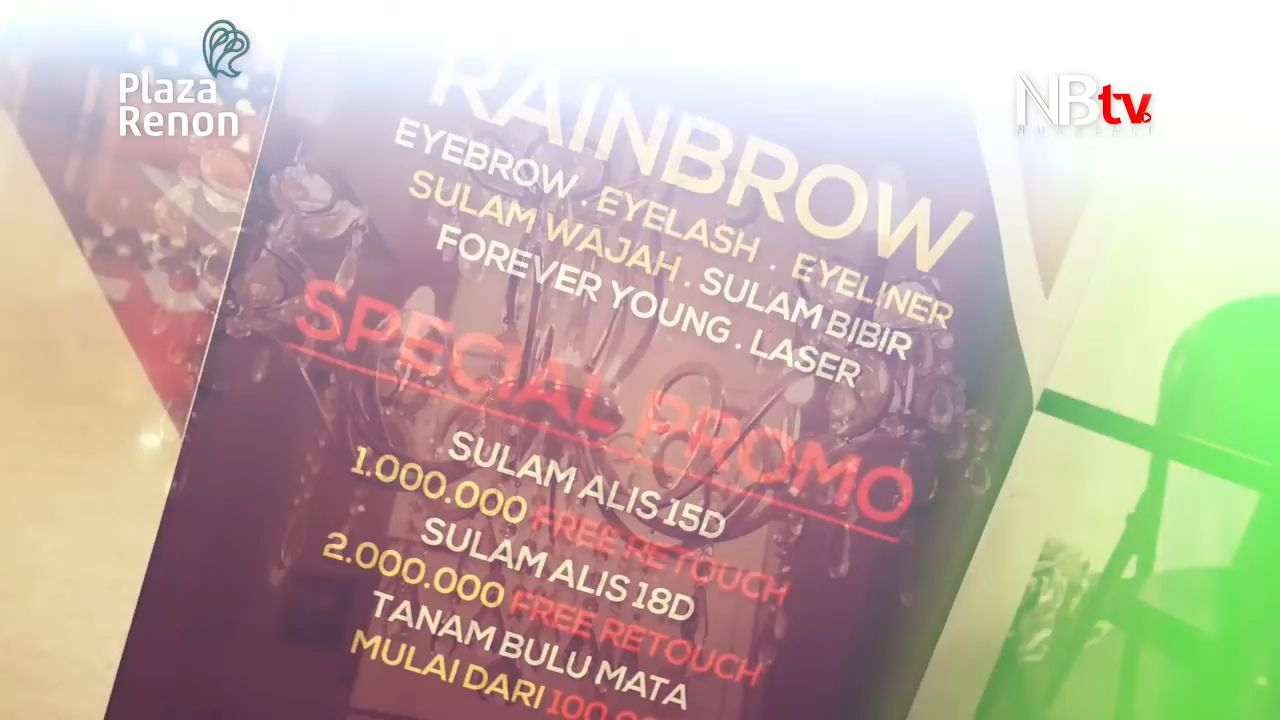 Plaza
Renon
NBtv
RAINBROW
EYEBROW . EYELASH . EYELINER
SULAM WAJAH . SULAM BIBIR
FOREVER YOUNG . LASER
SPECIAL PROMO
SULAM ALIS 15D
1.000.000 FREE RETOUCH
SULAM ALIS 18D
2.000.000 FREE RETOUCH
TANAM BULU MATA
MULAI DARI